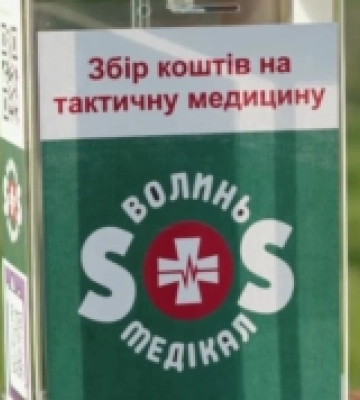 Збір коштів на
тактичну медицину
ВОЛИНЬ
SOS
МЕДІКАЛ